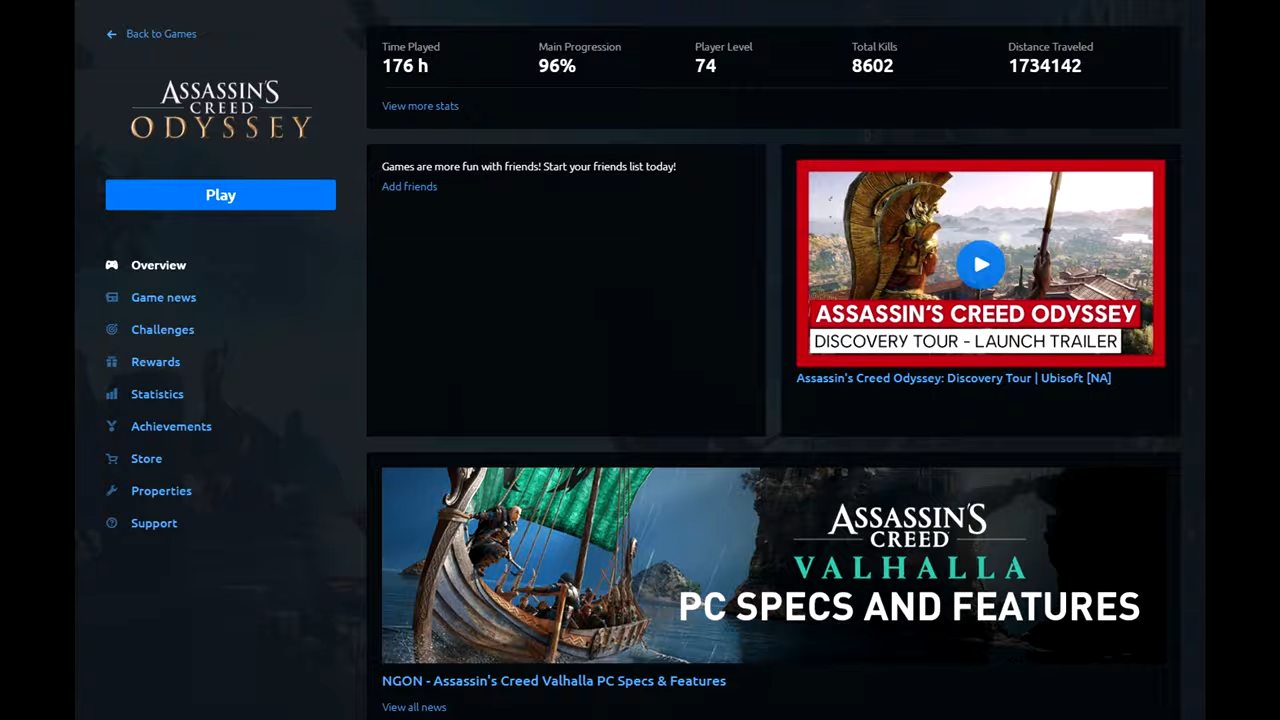 Back to Games
ASSASSIN'S
CREED
ODYSSEY
Play
Overview
Game news
Challenges
Rewards
Statistics
Achievements
Store
Properties
Support
Time Played Main Progression Player Level Total Kills Distance Traveled
176 h 96% 74 8602 1734142
View more stats
Games are more fun with friends! Start your friends list today!
Add friends
ASSASSIN'S CREED ODYSSEY
DISCOVERY TOUR - LAUNCH TRAILER
Assassin's Creed Odyssey: Discovery Tour | Ubisoft [NA]
ASSASSIN'S
CREED
VALHALLA
PC SPECS AND FEATURES
NGON - Assassin's Creed Valhalla PC Specs & Features
View all news